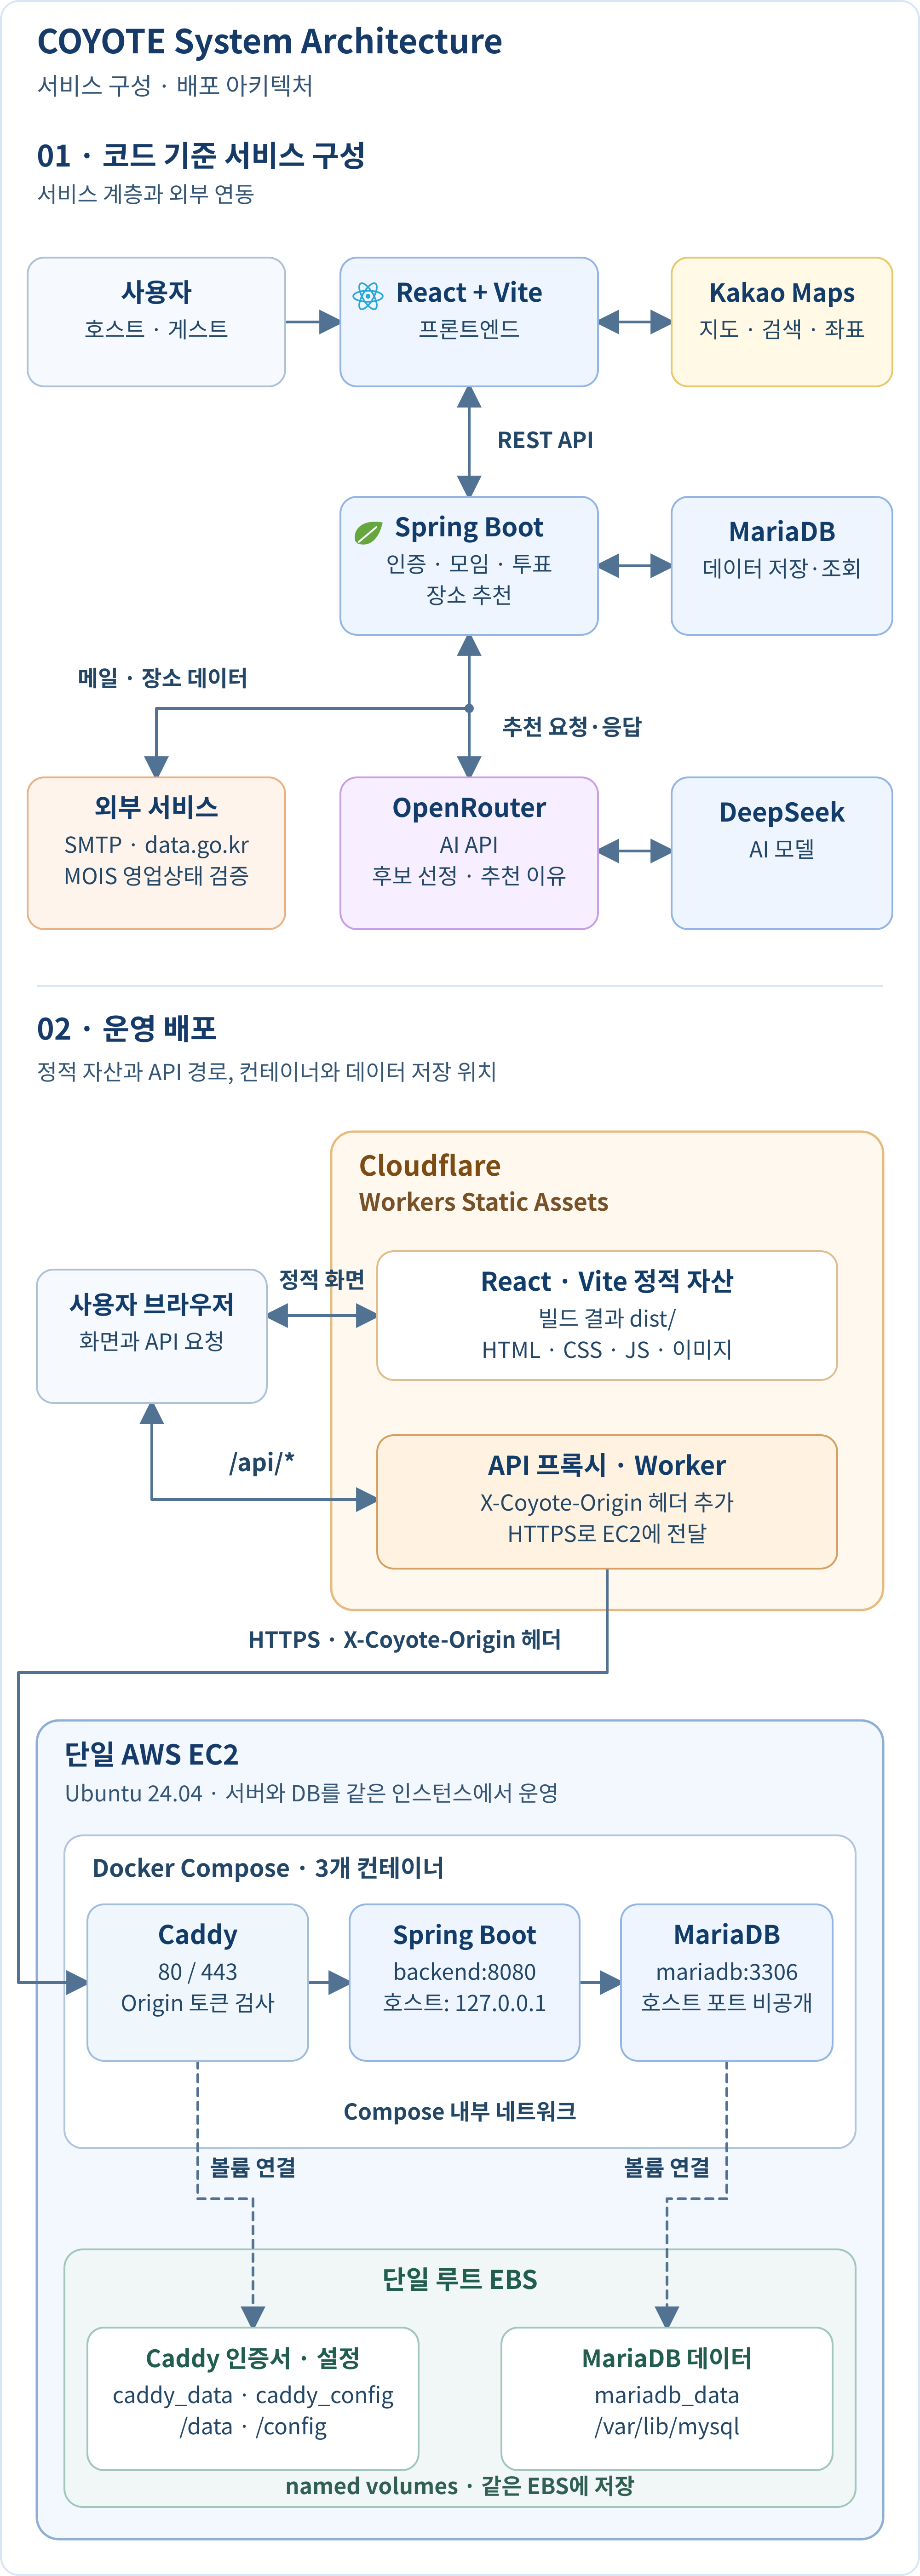 COYOTE System Architecture
서비스 구성 · 배포 아키텍처
01 · 코드 기준 서비스 구성
서비스 계층과 외부 연동
사용자
호스트 · 게스트
React + Vite
프론트엔드
Kakao Maps
지도 · 검색 · 좌표
REST API
Spring Boot
인증 · 모임 · 투표
장소 추천
MariaDB
데이터 저장·조회
메일 · 장소 데이터
추천 요청·응답
외부 서비스
SMTP · data.go.kr
MOIS 영업상태 검증
OpenRouter
AI API
후보 선정 · 추천 이유
DeepSeek
AI 모델
02 · 운영 배포
정적 자산과 API 경로, 컨테이너와 데이터 저장 위치
Cloudflare
Workers Static Assets
정적 화면
사용자 브라우저
화면과 API 요청
React · Vite 정적 자산
빌드 결과 dist/
HTML · CSS · JS · 이미지
/api/*
API 프록시 · Worker
X-Coyote-Origin 헤더 추가
HTTPS로 EC2에 전달
HTTPS · X-Coyote-Origin 헤더
단일 AWS EC2
Ubuntu 24.04 · 서버와 DB를 같은 인스턴스에서 운영
Docker Compose · 3개 컨테이너
Caddy
80 / 443
Origin 토큰 검사
Spring Boot
backend:8080
호스트: 127.0.0.1
MariaDB
mariadb:3306
호스트 포트 비공개
Compose 내부 네트워크
볼륨 연결
볼륨 연결
단일 루트 EBS
Caddy 인증서 · 설정
caddy_data · caddy_config
/data · /config
MariaDB 데이터
mariadb_data
/var/lib/mysql
named volumes · 같은 EBS에 저장